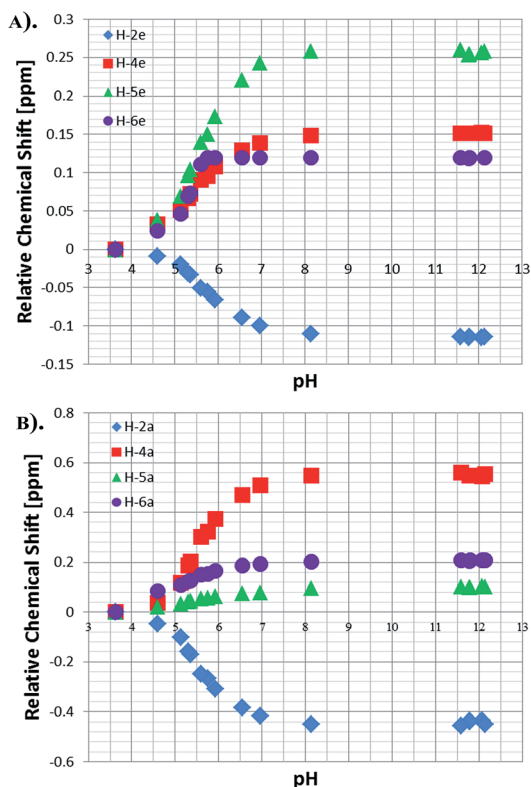 A).
H-2e
H-4e
H-5e
H-6e
Relative Chemical Shift [ppm]
0.3
0.25
0.2
0.15
0.1
0.05
0
-0.05
-0.1
-0.15
3 4 5 6 7 8 9 10 11 12 13
pH
B).
H-2a
H-4a
H-5a
H-6a
Relative Chemical Shift [ppm]
0.8
0.6
0.4
0.2
0
-0.2
-0.4
-0.6
3 4 5 6 7 8 9 10 11 12 13
pH